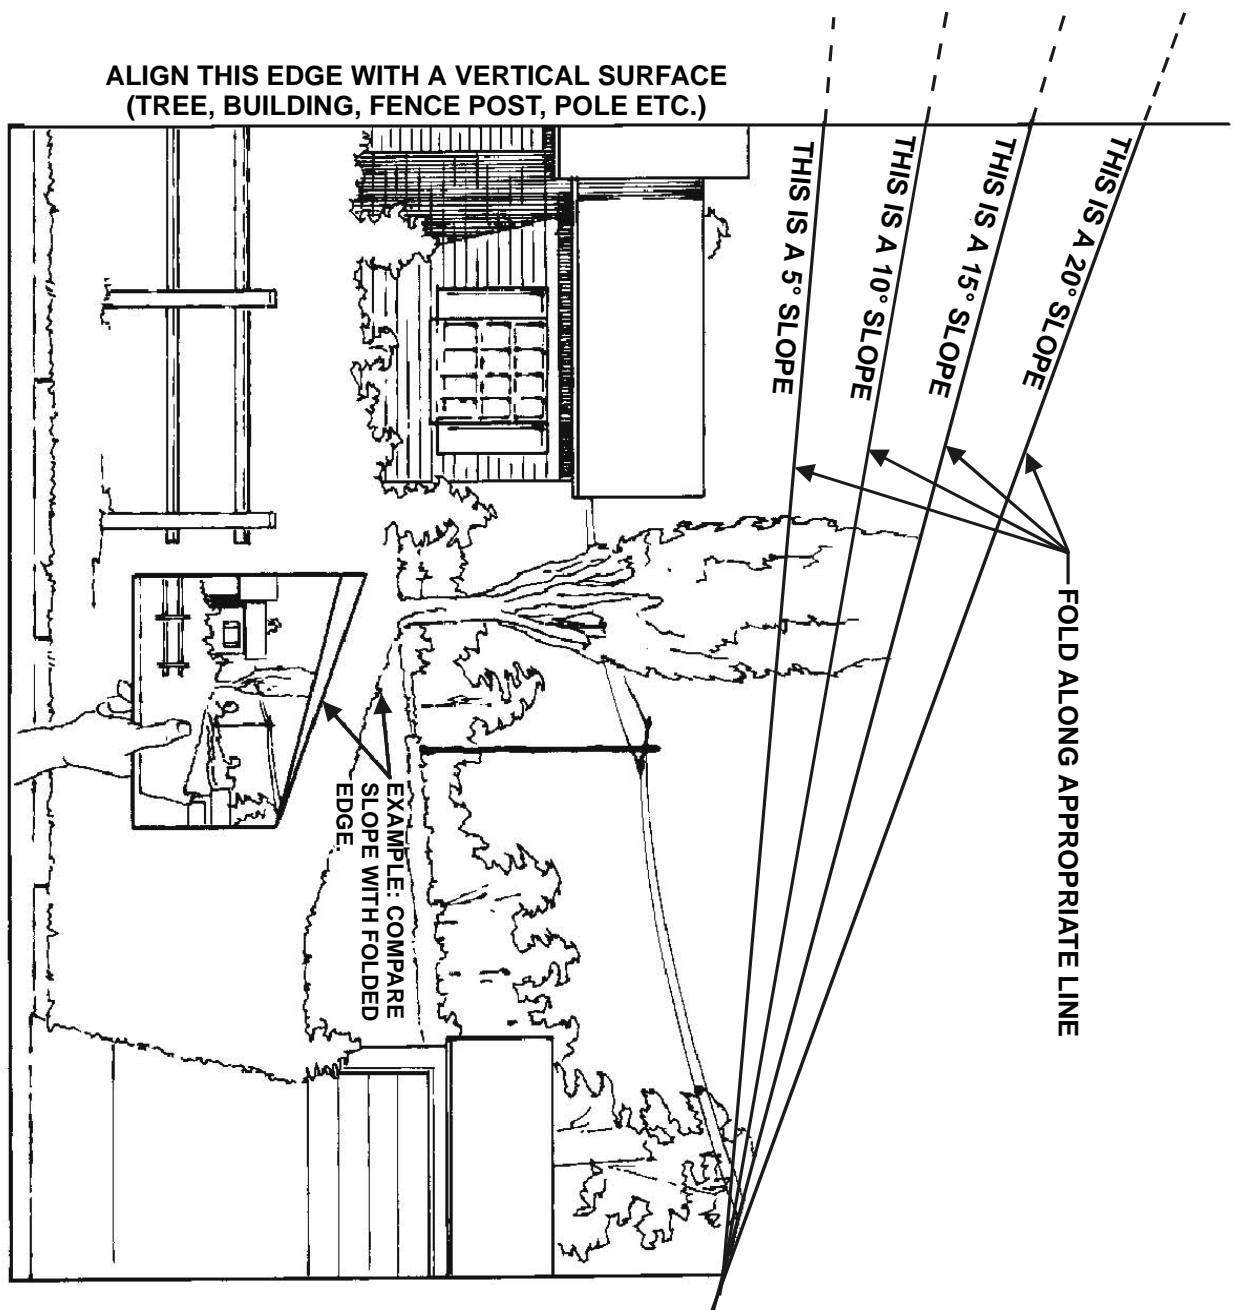 ALIGN THIS EDGE WITH A VERTICAL SURFACE
(TREE, BUILDING, FENCE POST, POLE ETC.)
THIS IS A 5° SLOPE
THIS IS A 10° SLOPE
THIS IS A 15° SLOPE
THIS IS A 20° SLOPE
FOLD ALONG APPROPRIATE LINE
EXAMPLE: COMPARE
SLOPE WITH FOLDED
EDGE.